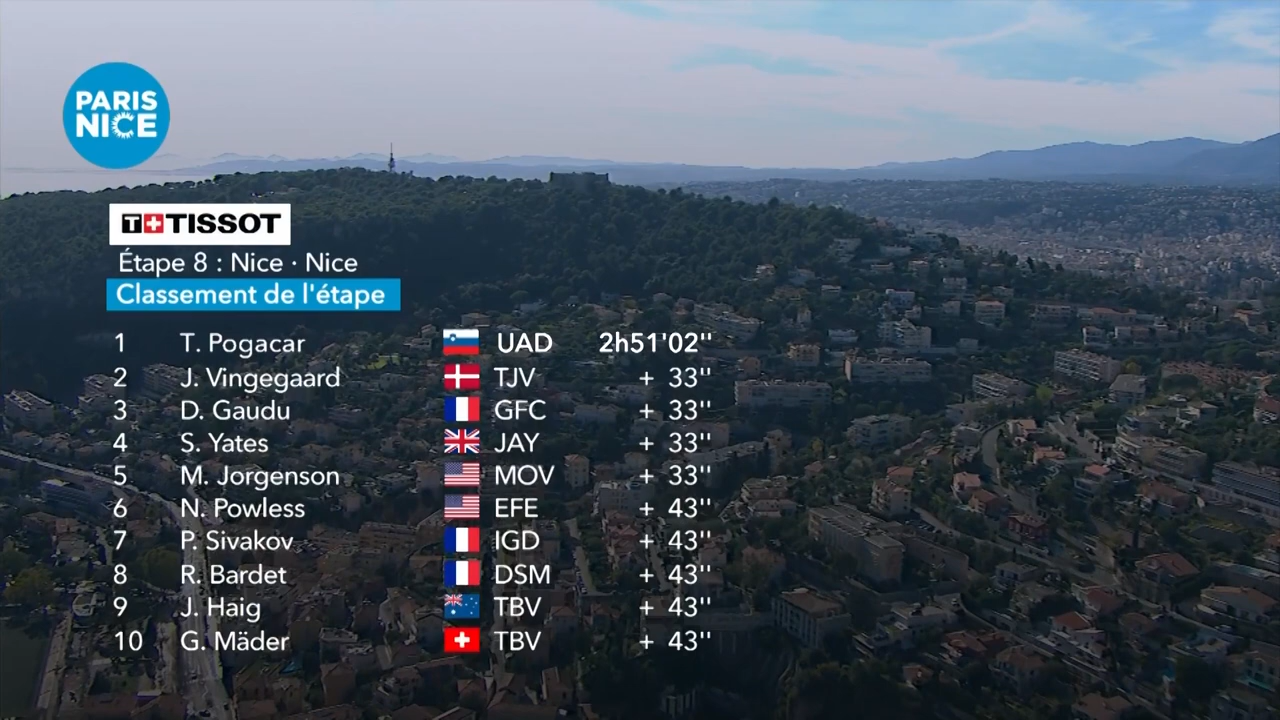 PARIS
NICE
T+TISSOT
Étape 8 : Nice · Nice
Classement de l'étape
1 T. Pogacar UAD 2h51'02''
2 J. Vingegaard TJV + 33''
3 D. Gaudu GFC + 33''
4 S. Yates JAY + 33''
5 M. Jorgenson MOV + 33''
6 N. Powless EFE + 43''
7 P. Sivakov IGD + 43''
8 R. Bardet DSM + 43''
9 J. Haig TBV + 43''
10 G. Mäder TBV + 43''